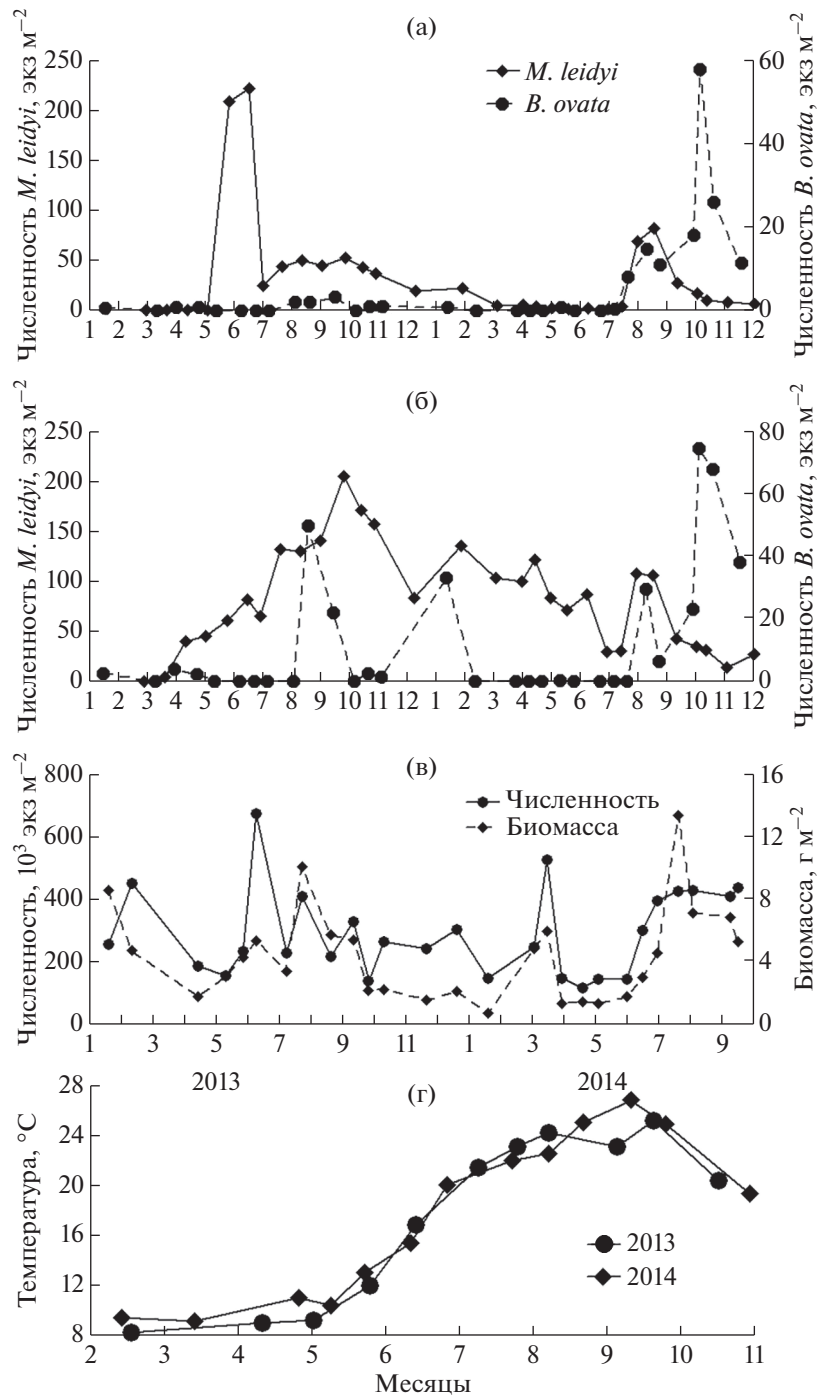 (а)
Численность M. leidyi, экз м−2
250
200
150
100
50
0
M. leidyi
B. ovata
60
40
20
0
Численность B. ovata, экз м−2
1 2 3 4 5 6 7 8 9 10 11 12 1 2 3 4 5 6 7 8 9 10 11 12
(б)
Численность M. leidyi, экз м−2
250
200
150
100
50
0
80
60
40
20
0
Численность B. ovata, экз м−2
1 2 3 4 5 6 7 8 9 10 11 12 1 2 3 4 5 6 7 8 9 10 11 12
(в)
Численность, 10³ экз м−2
800
600
400
200
0
Численность
Биомасса
16
12
8
4
0
Биомасса, г м−2
1 3 5 7 9 11 1 3 5 7 9
2013 2014
(г)
Температура, °C
28
24
20
16
12
8
2013
2014
2 3 4 5 6 7 8 9 10 11
Месяцы